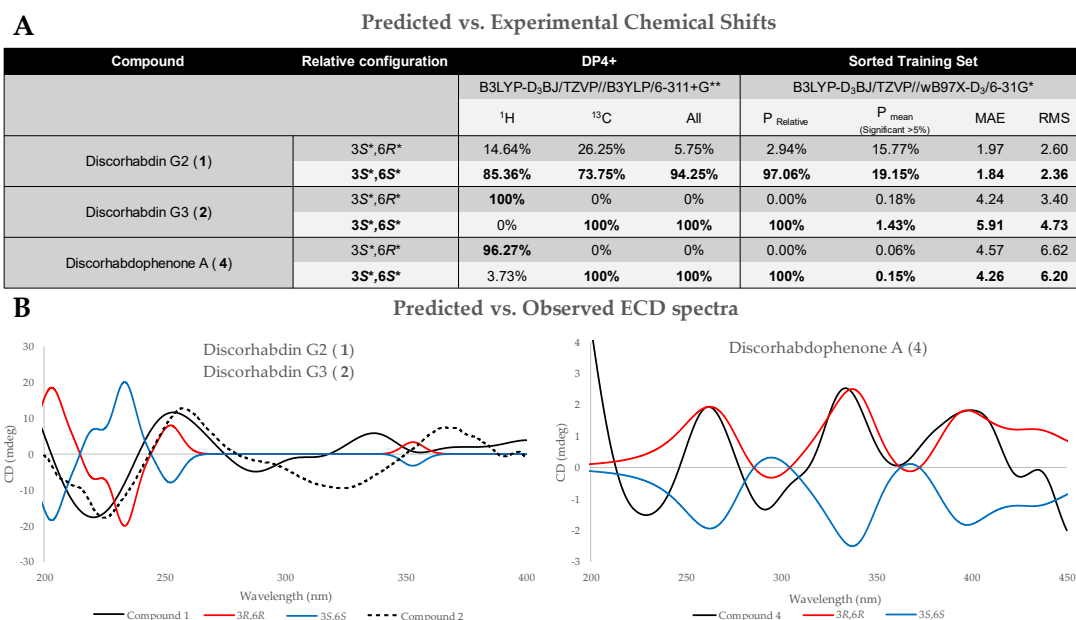 A
Predicted vs. Experimental Chemical Shifts
Compound Relative configuration DP4+ Sorted Training Set
B3LYP-D3BJ/TZVP//B3YLP/6-311+G** B3LYP-D3BJ/TZVP//wB97X-D3/6-31G*
1H 13C All P Relative P mean (Significant >5%) MAE RMS
Discorhabdin G2 (1)
3S*,6R* 14.64% 26.25% 5.75% 2.94% 15.77% 1.97 2.60
3S*,6S* 85.36% 73.75% 94.25% 97.06% 19.15% 1.84 2.36
Discorhabdin G3 (2)
3S*,6R* 100% 0% 0% 0.00% 0.18% 4.24 3.40
3S*,6S* 0% 100% 100% 100% 1.43% 5.91 4.73
Discorhabdophenone A (4)
3S*,6R* 96.27% 0% 0% 0.00% 0.06% 4.57 6.62
3S*,6S* 3.73% 100% 100% 100% 0.15% 4.26 6.20
B
Predicted vs. Observed ECD spectra
Discorhabdin G2 (1)
Discorhabdin G3 (2)
CD (mdeg)
30
20
10
0
-10
-20
-30
200 250 300 350 400
Wavelength (nm)
Compound 1 3R,6R 3S,6S Compound 2
Discorhabdophenone A (4)
CD (mdeg)
4
3
2
1
0
-1
-2
-3
200 250 300 350 400 450
Wavelength (nm)
Compound 4 3R,6R 3S,6S